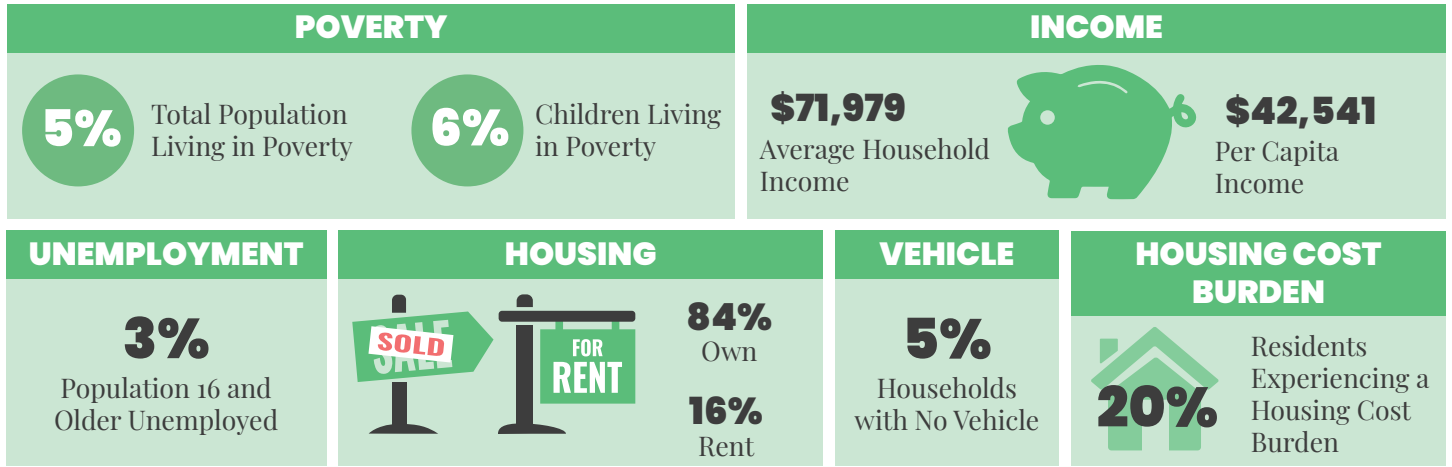 POVERTY
5%
Total Population
Living in Poverty
6%
Children Living
in Poverty
INCOME
$71,979
Average Household
Income
$42,541
Per Capita
Income
UNEMPLOYMENT
3%
Population 16 and
Older Unemployed
HOUSING
SALE
SOLD
FOR
RENT
84%
Own
16%
Rent
VEHICLE
5%
Households
with No Vehicle
HOUSING COST
BURDEN
20%
Residents
Experiencing a
Housing Cost
Burden